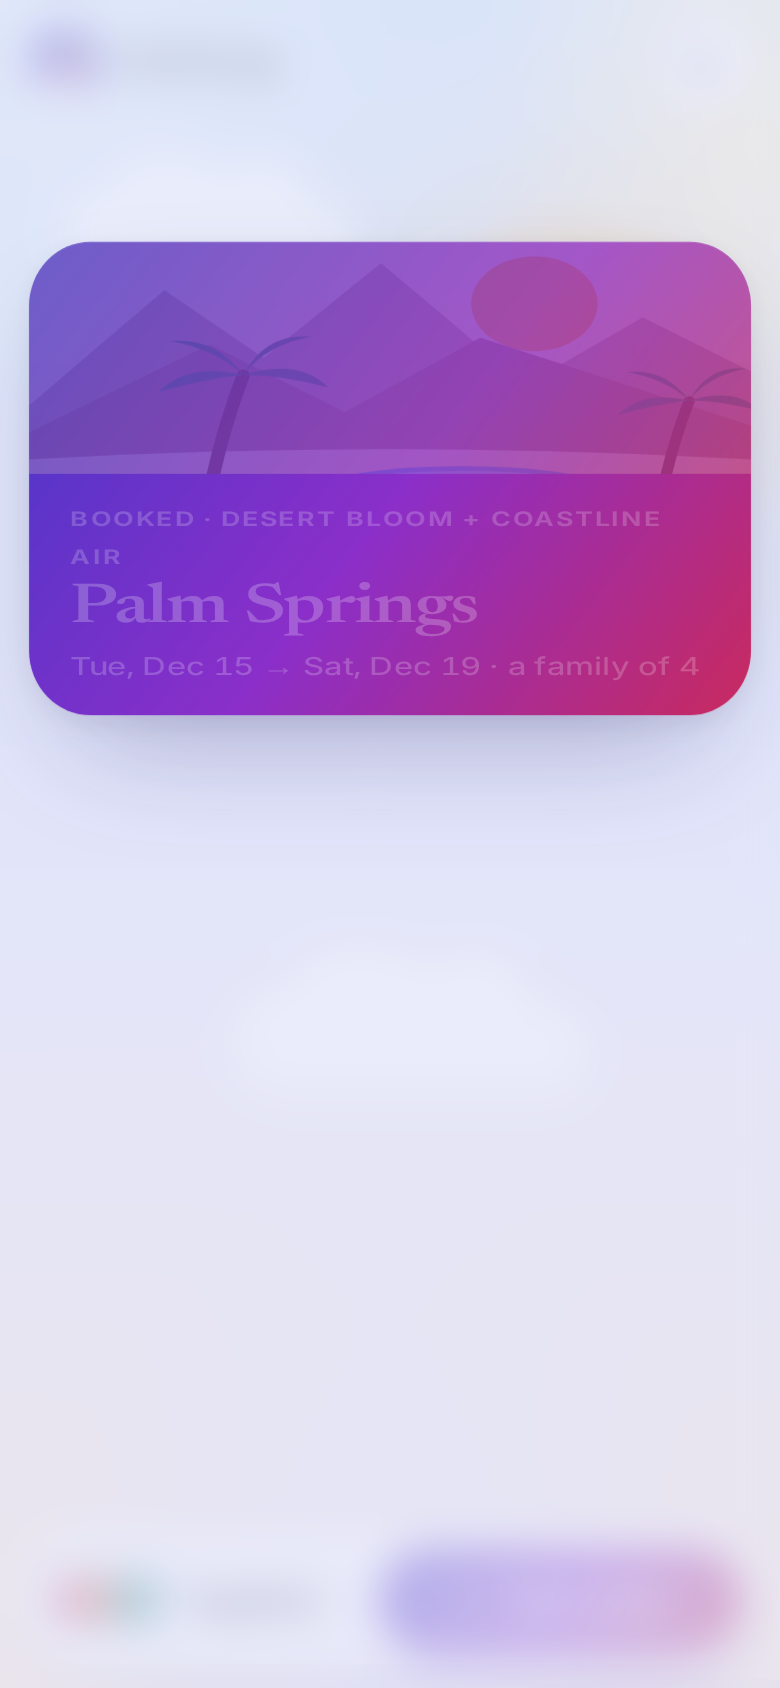 BOOKED · DESERT BLOOM + COASTLINE
AIR
Palm Springs
Tue, Dec 15 → Sat, Dec 19 · a family of 4